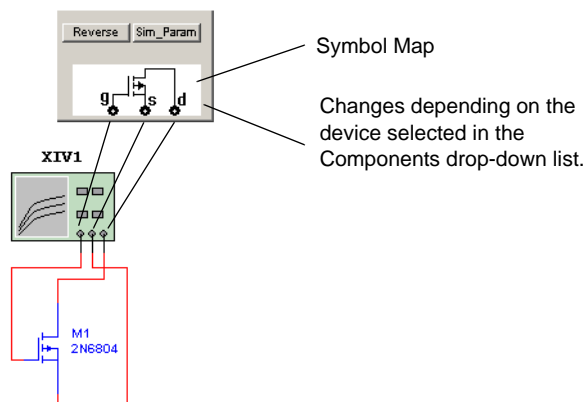 Reverse Sim_Param
Symbol Map
g s d
Changes depending on the
device selected in the
Components drop-down list.
XIV1
M1
2N6804